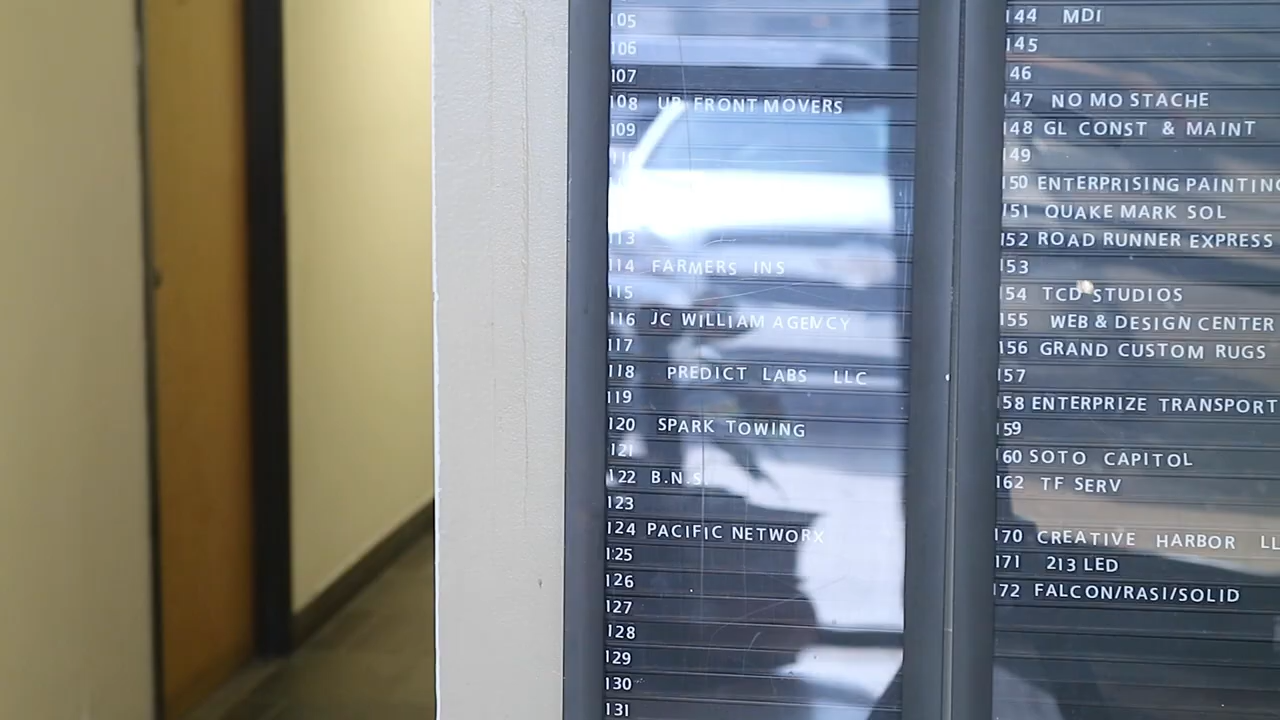 105
106
107
108 UP FRONT MOVERS
109
113
114 FARMERS INS
115
116 JC WILLIAM AGENCY
117
118 PREDICT LABS LLC
119
120 SPARK TOWING
121
122 B.N.S
123
124 PACIFIC NETWORX
125
126
127
128
129
130
131
144 MDI
145
146
147 NO MO STACHE
148 GL CONST & MAINT
149
150 ENTERPRISING PAINTING
151 QUAKE MARK SOL
152 ROAD RUNNER EXPRESS
153
154 TCD STUDIOS
155 WEB & DESIGN CENTER
156 GRAND CUSTOM RUGS
157
158 ENTERPRIZE TRANSPORT
159
160 SOTO CAPITOL
162 TF SERV
170 CREATIVE HARBOR LL
171 213 LED
172 FALCON/RASI/SOLID